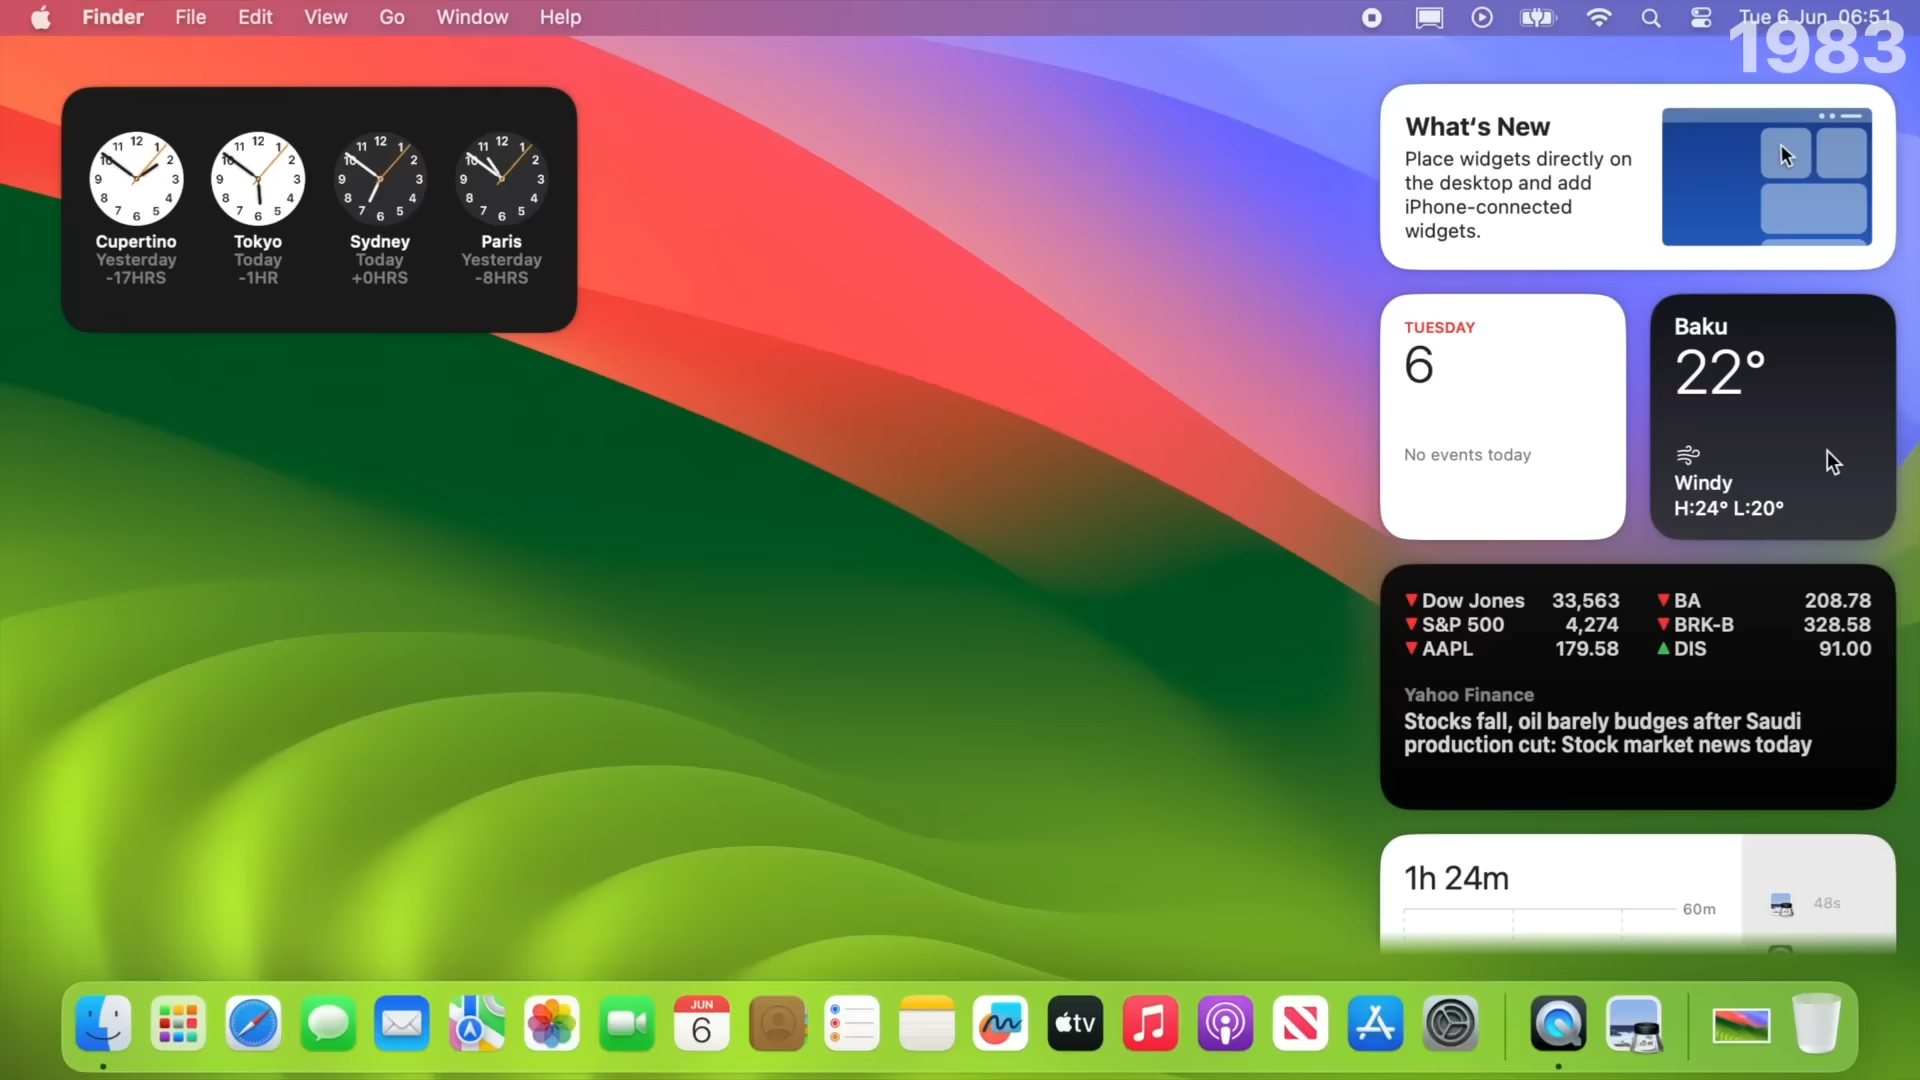 Finder File Edit View Go Window Help
Tue 6 Jun 06:51
1983
Cupertino
Yesterday
-17HRS
Tokyo
Today
-1HR
Sydney
Today
+0HRS
Paris
Yesterday
-8HRS
What's New
Place widgets directly on
the desktop and add
iPhone-connected
widgets.
TUESDAY
6
No events today
Baku
22°
Windy
H:24° L:20°
Dow Jones 33,563
S&P 500 4,274
AAPL 179.58
BA 208.78
BRK-B 328.58
DIS 91.00
Yahoo Finance
Stocks fall, oil barely budges after Saudi
production cut: Stock market news today
1h 24m
60m
48s
JUN
6
tv